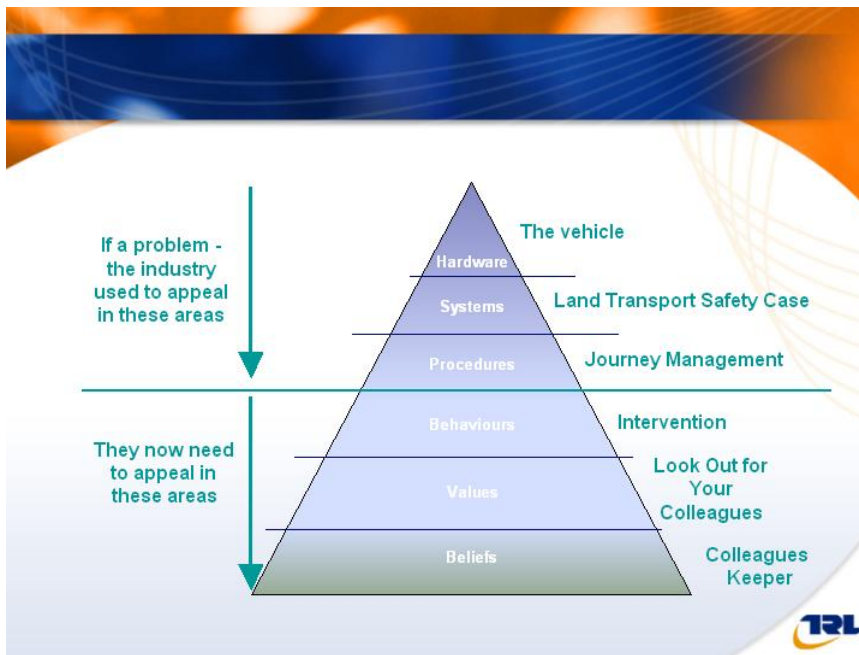 If a problem -
the industry
used to appeal
in these areas
They now need
to appeal in
these areas
Hardware
Systems
Procedures
Behaviours
Values
Beliefs
The vehicle
Land Transport Safety Case
Journey Management
Intervention
Look Out for
Your
Colleagues
Colleagues
Keeper
TRL